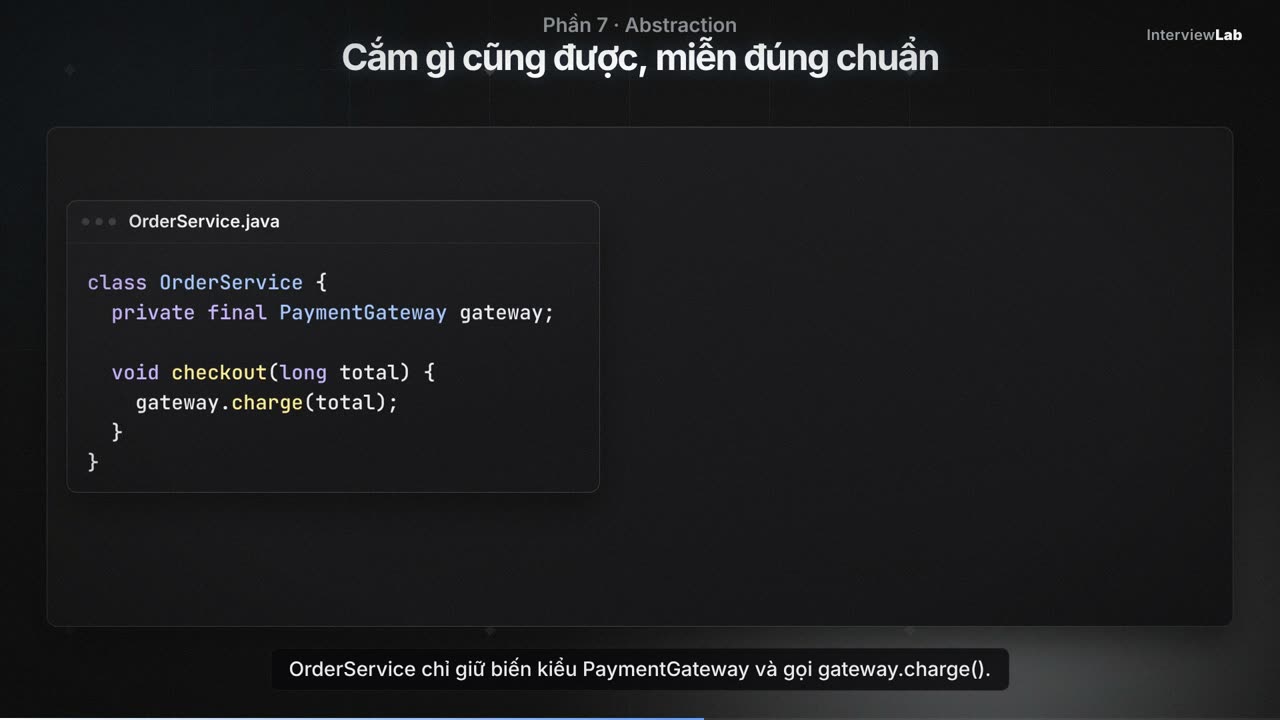 Phần 7 · Abstraction
Cắm gì cũng được, miễn đúng chuẩn
InterviewLab
OrderService.java
class OrderService {
  private final PaymentGateway gateway;

  void checkout(long total) {
    gateway.charge(total);
  }
}
OrderService chỉ giữ biến kiểu PaymentGateway và gọi gateway.charge().